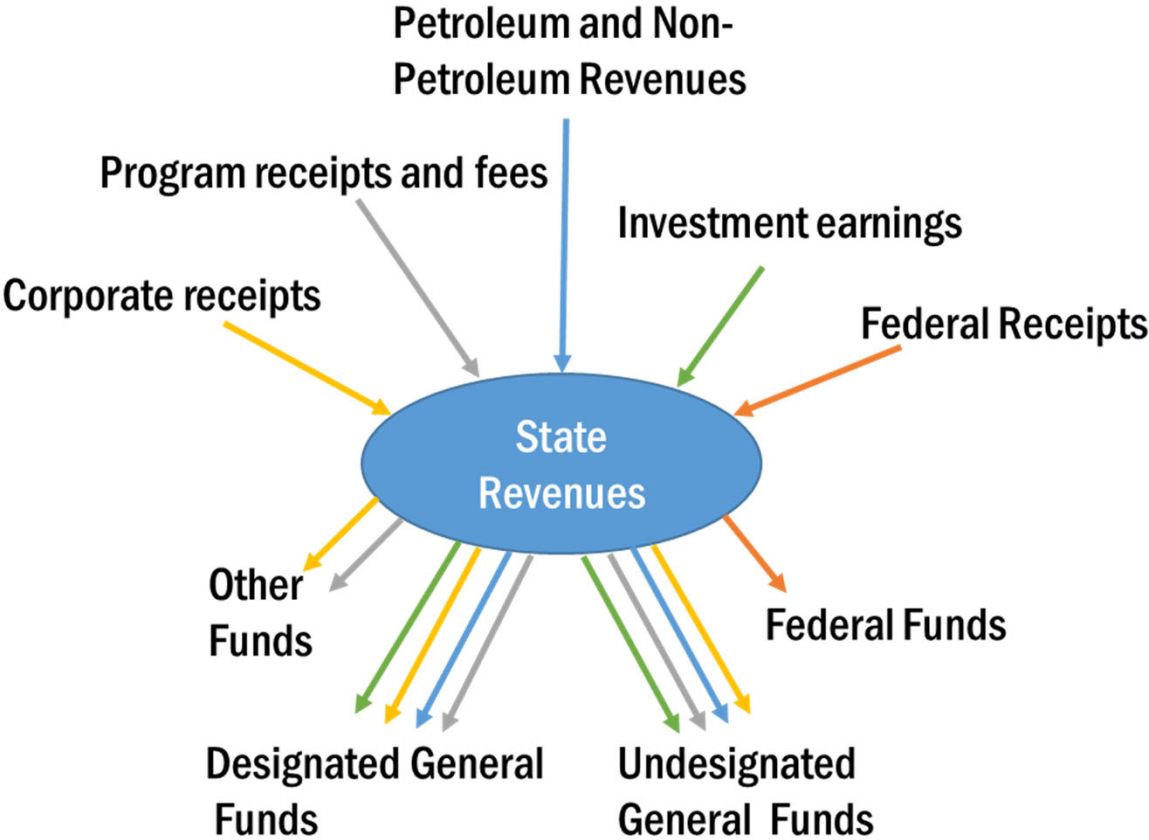 Petroleum and Non-
Petroleum Revenues
Program receipts and fees
Investment earnings
Corporate receipts
Federal Receipts
State
Revenues
Other
Funds
Federal Funds
Designated General
Funds
Undesignated
General Funds